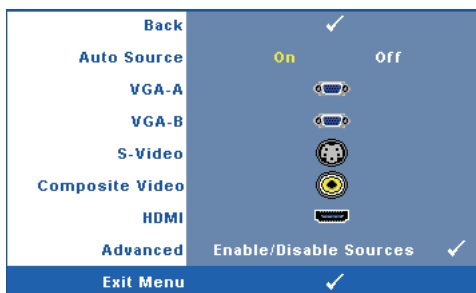 Back
Auto Source On Off
VGA-A
VGA-B
S-Video
Composite Video
HDMI
Advanced Enable/Disable Sources
Exit Menu